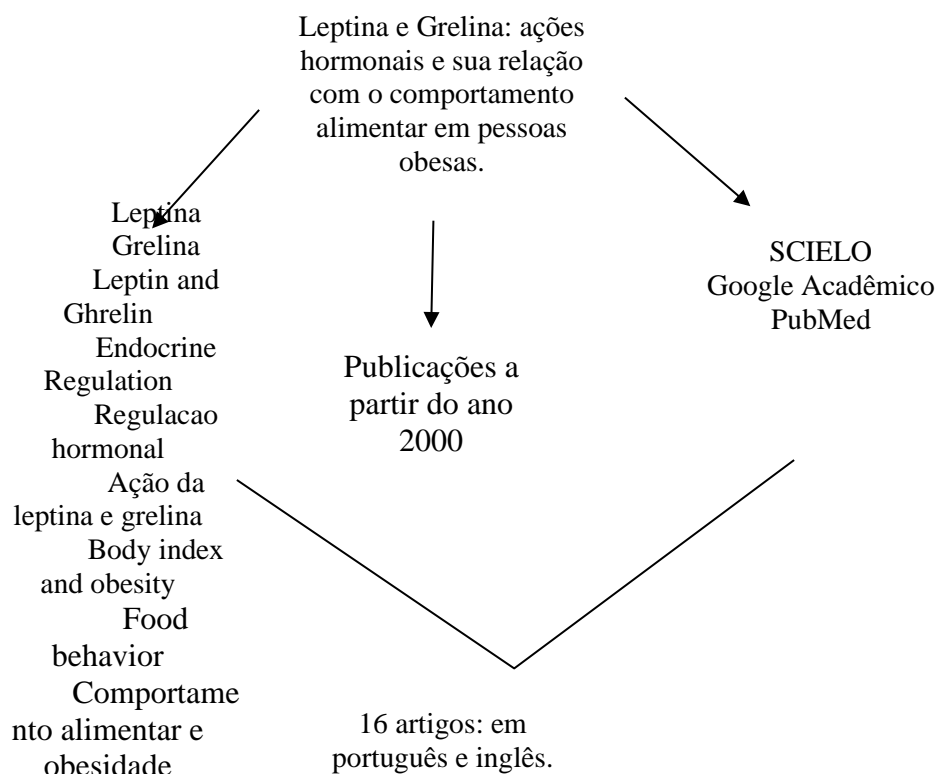 Leptina e Grelina: ações
hormonais e sua relação
com o comportamento
alimentar em pessoas
obesas.
Leptina
Grelina
Leptin and
Ghrelin
Endocrine
Regulation
Regulacao
hormonal
Ação da
leptina e grelina
Body index
and obesity
Food
behavior
Comportame
nto alimentar e
obesidade
Publicações a
partir do ano
2000
SCIELO
Google Acadêmico
PubMed
16 artigos: em
português e inglês.